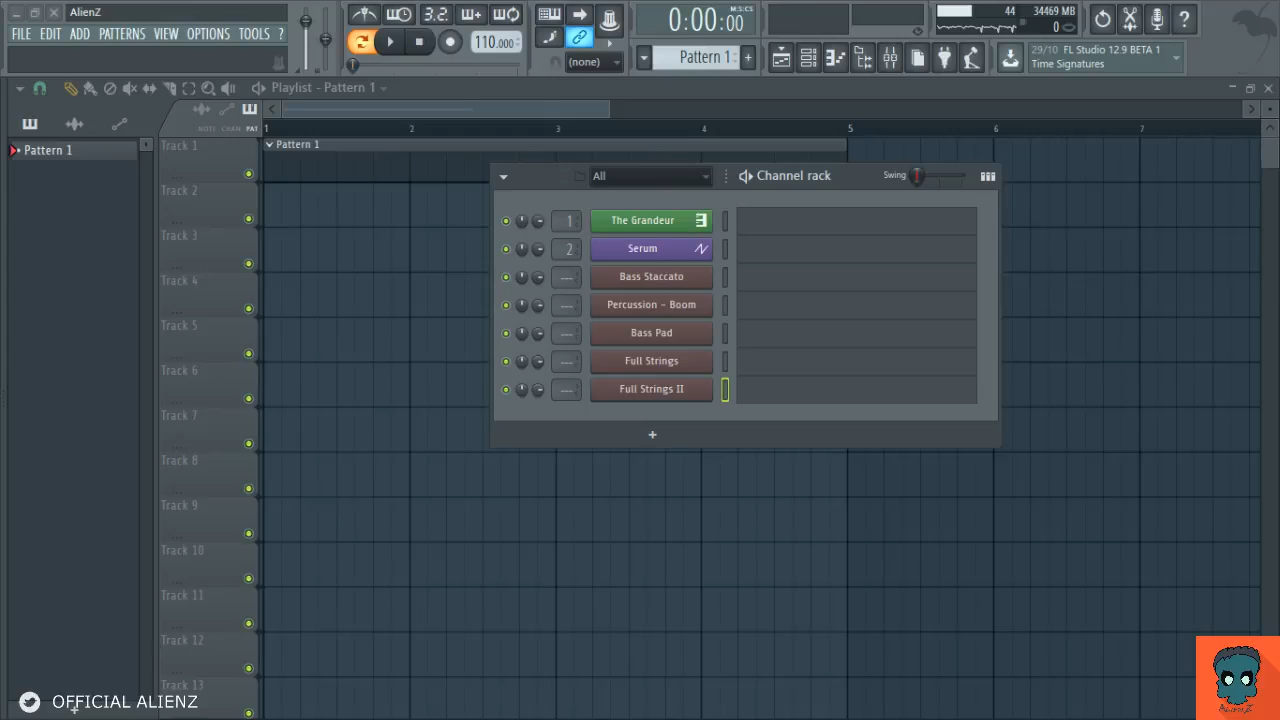 AlienZ
FILE EDIT ADD PATTERNS VIEW OPTIONS TOOLS ?
3.2.
110.000
(none)
0:00:00
M:S:CS
Pattern 1
44
34469 MB
0
29/10 FL Studio 12.9 BETA 1
Time Signatures
Playlist - Pattern 1
NOTE CHAN PAT
1 2 3 4 5 6 7
Pattern 1
Pattern 1
Track 1
Track 2
Track 3
Track 4
Track 5
Track 6
Track 7
Track 8
Track 9
Track 10
Track 11
Track 12
Track 13
All
Channel rack
Swing
1 The Grandeur
2 Serum
--- Bass Staccato
--- Percussion - Boom
--- Bass Pad
--- Full Strings
--- Full Strings II
+
OFFICIAL ALIENZ
AlienZ